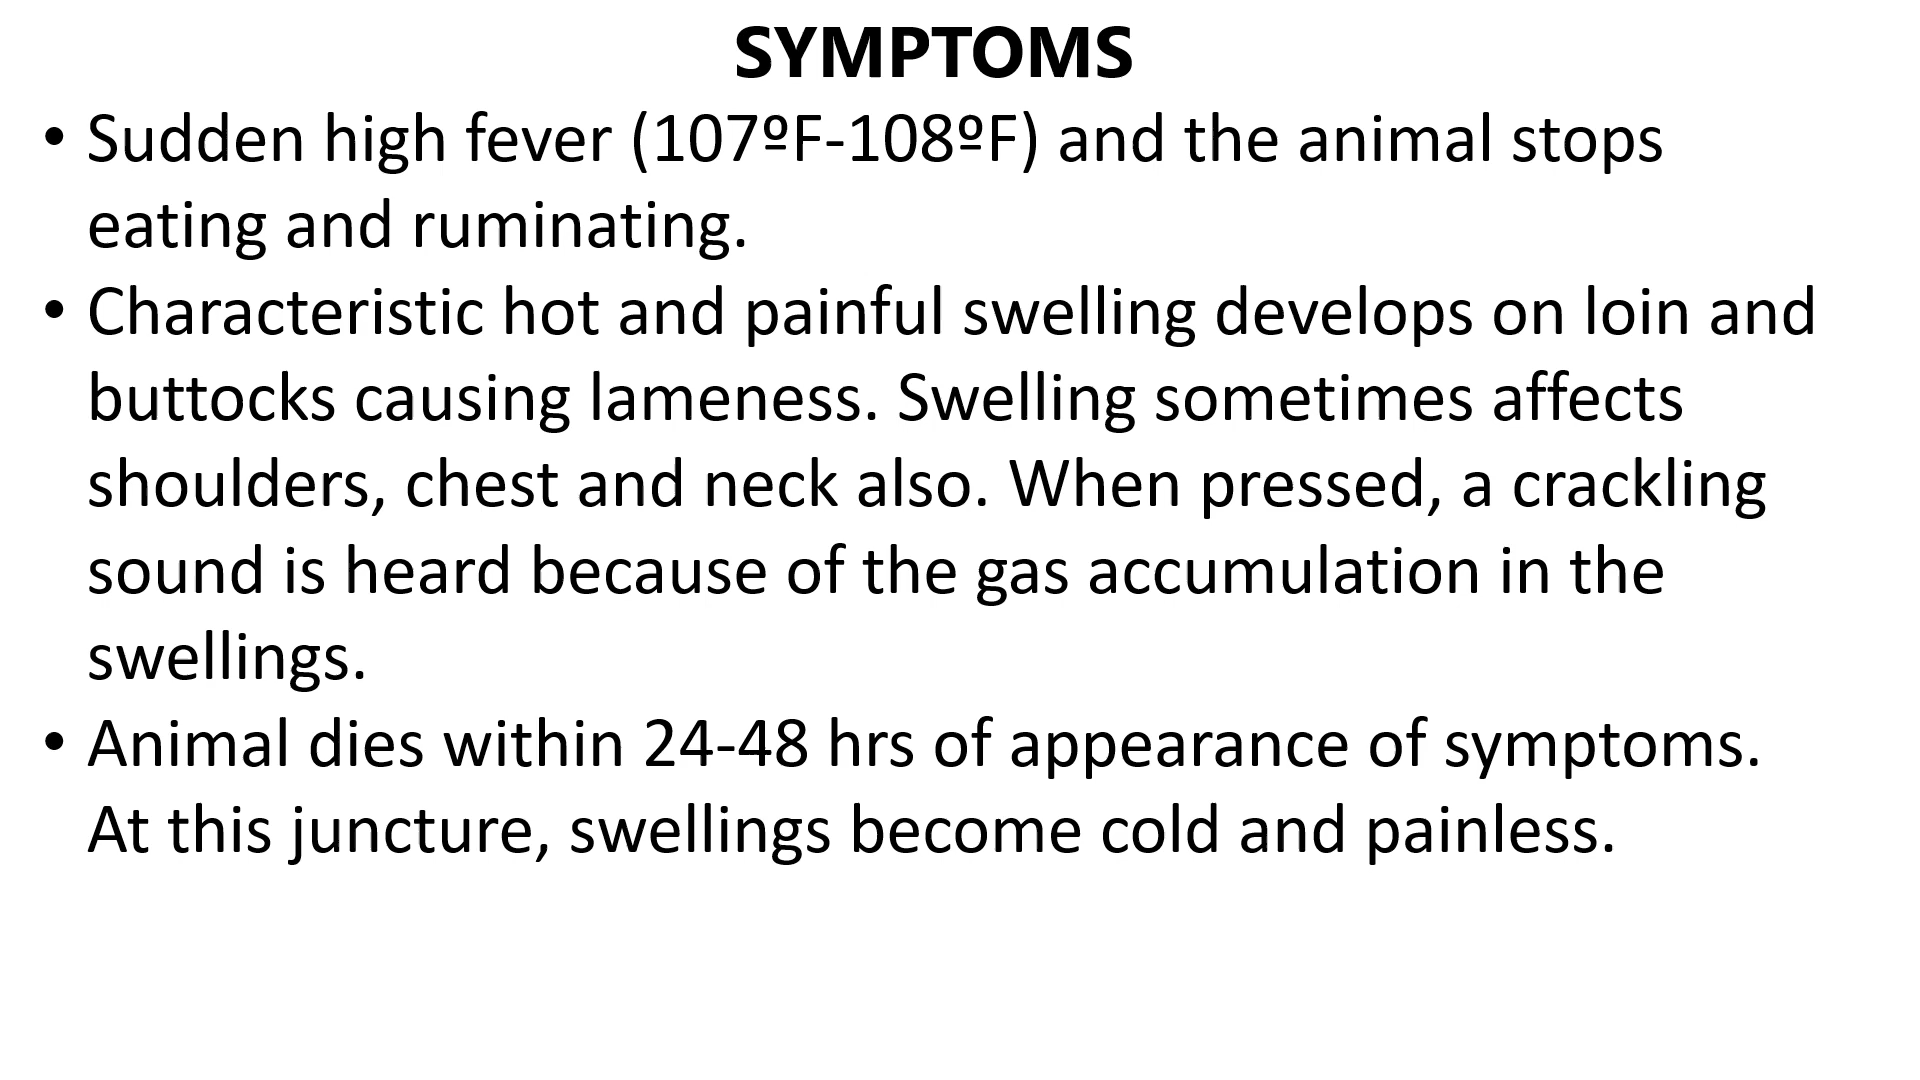 SYMPTOMS
• Sudden high fever (107ºF-108ºF) and the animal stops
eating and ruminating.
• Characteristic hot and painful swelling develops on loin and
buttocks causing lameness. Swelling sometimes affects
shoulders, chest and neck also. When pressed, a crackling
sound is heard because of the gas accumulation in the
swellings.
• Animal dies within 24-48 hrs of appearance of symptoms.
At this juncture, swellings become cold and painless.